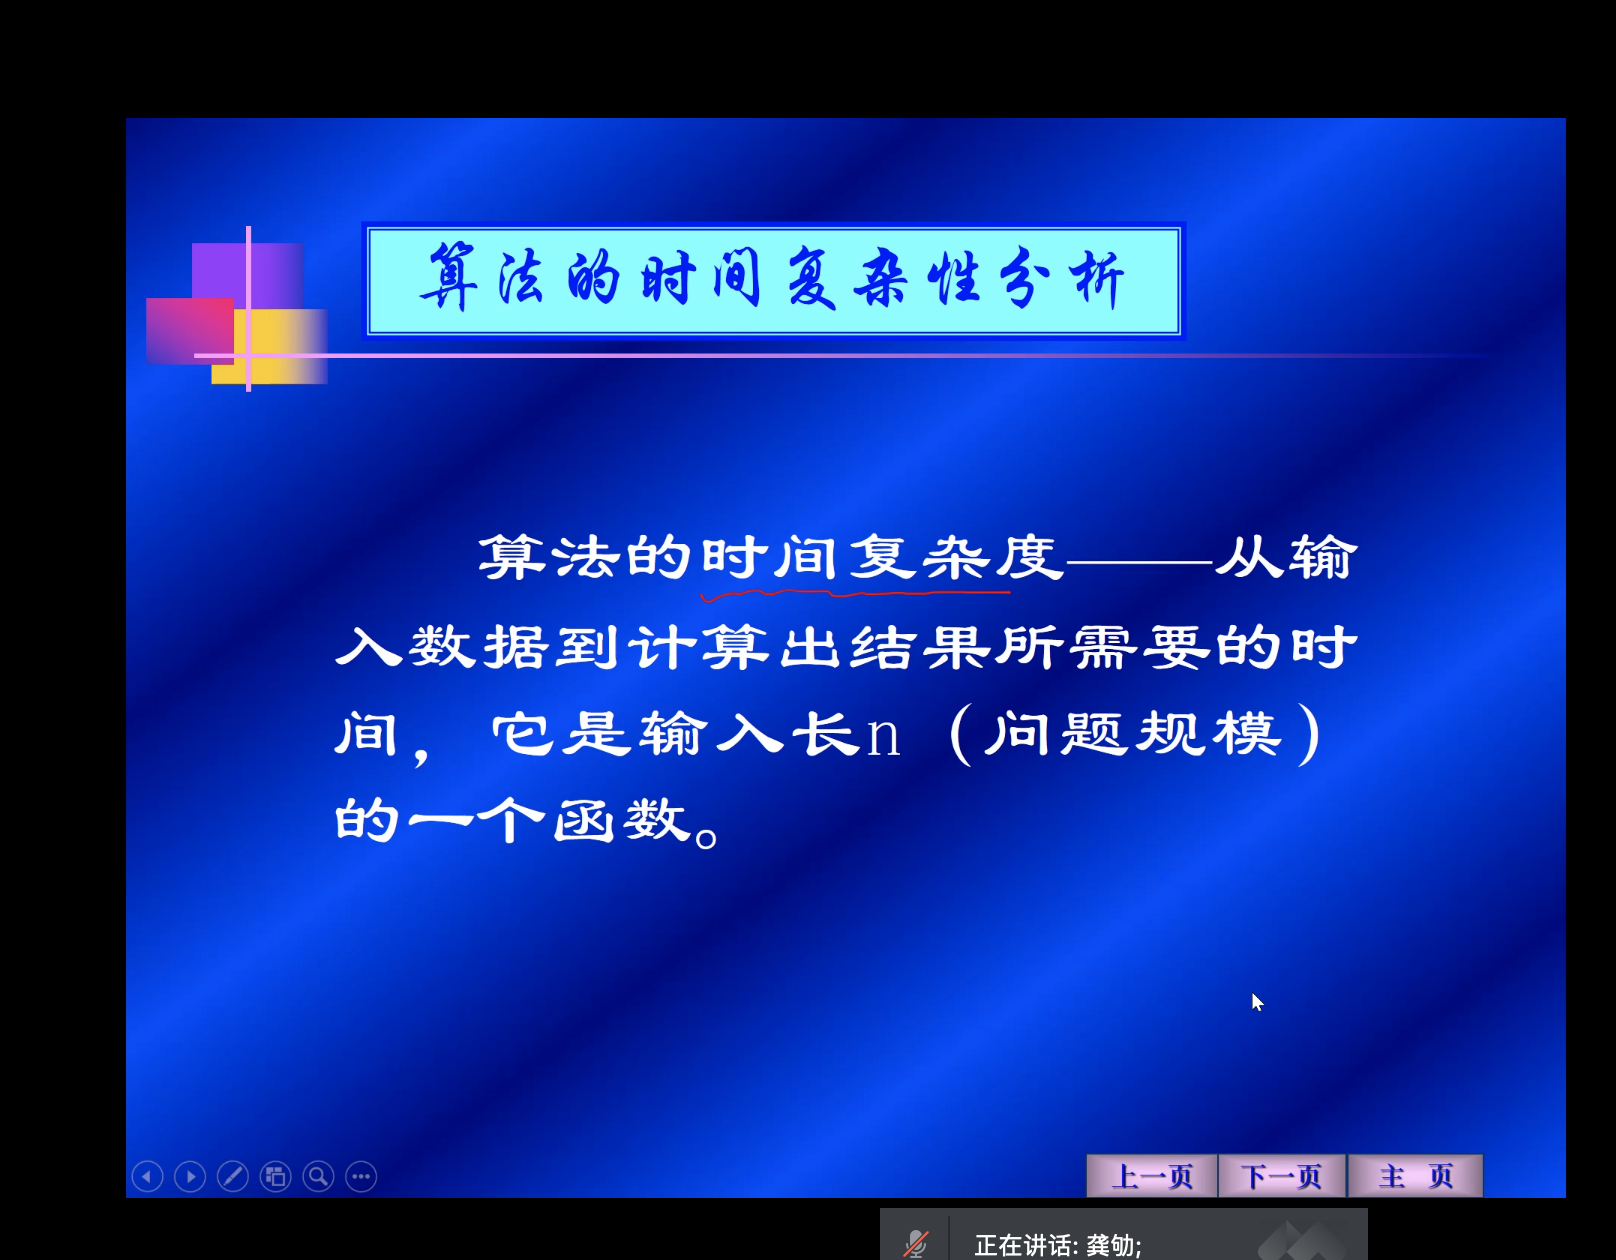 算法的时间复杂性分析
算法的时间复杂度——从输
入数据到计算出结果所需要的时
间，它是输入长n（问题规模）
的一个函数。
上一页 下一页 主 页
正在讲话: 龚劬;